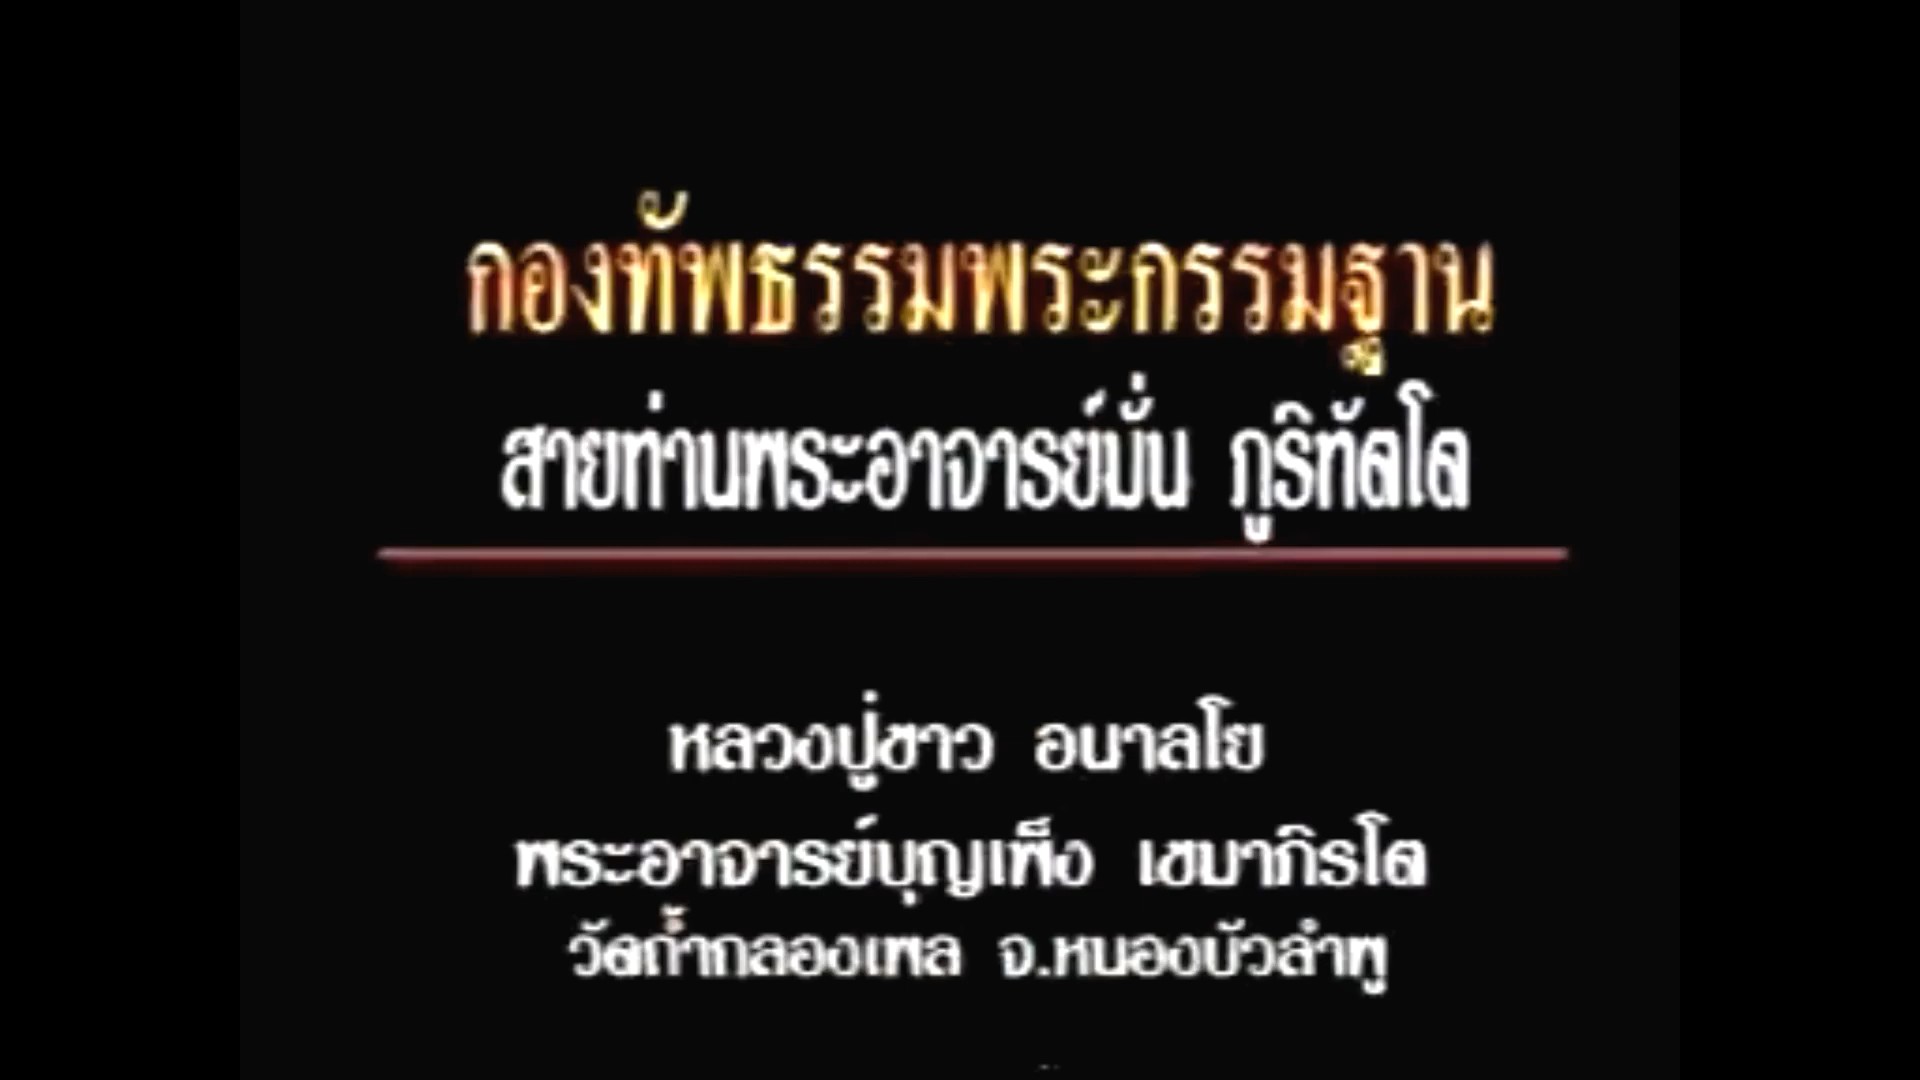 กองทัพธรรมพระกรรมฐาน
สายท่านพระอาจารย์มั่น ภูริทัตโต
หลวงปู่ขาว อนาลโย
พระอาจารย์บุญเพ็ง เขมาภิรโต
วัดถ้ำกลองเพล จ.หนองบัวลำพู